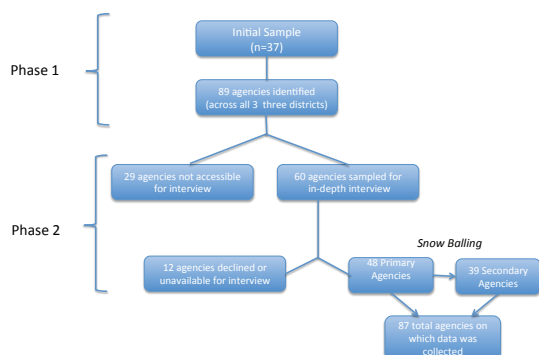 Initial Sample
(n=37)
Phase 1
89 agencies identified
(across all 3 three districts)
29 agencies not accessible
for interview
60 agencies sampled for
in-depth interview
Phase 2
Snow Balling
12 agencies declined or
unavailable for interview
48 Primary
Agencies
39 Secondary
Agencies
87 total agencies on
which data was
collected